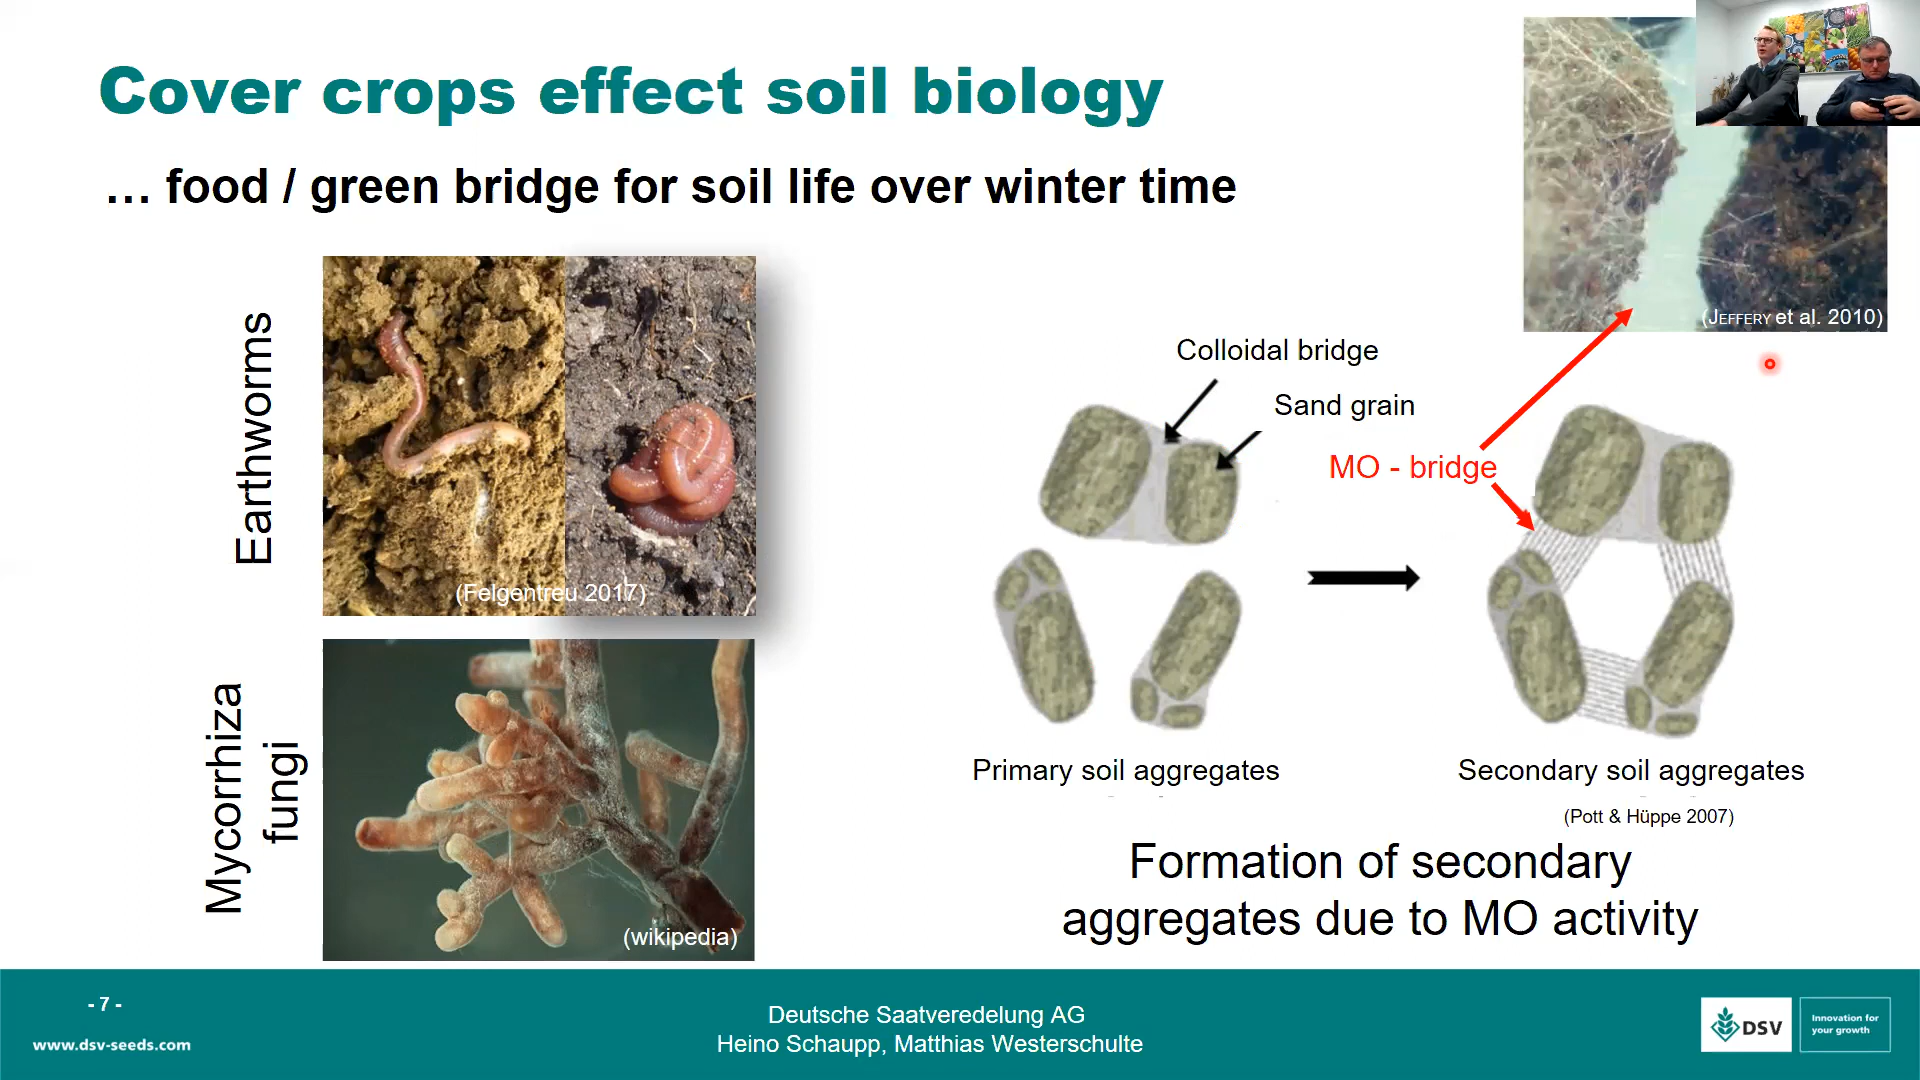 Cover crops effect soil biology
… food / green bridge for soil life over winter time
Earthworms
(Felgentreu 2017)
Mycorrhiza
fungi
(wikipedia)
(JEFFERY et al. 2010)
Colloidal bridge
Sand grain
MO - bridge
Primary soil aggregates
Secondary soil aggregates
(Pott & Hüppe 2007)
Formation of secondary
aggregates due to MO activity
- 7 -
www.dsv-seeds.com
Deutsche Saatveredelung AG
Heino Schaupp, Matthias Westerschulte
DSV
Innovation for
your growth